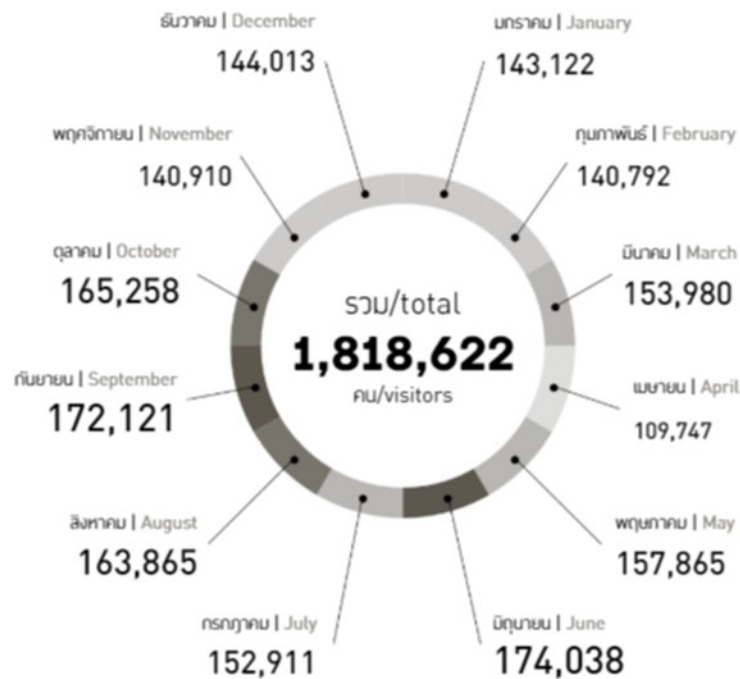 ธันวาคม | December
144,013
มกราคม | January
143,122
พฤศจิกายน | November
140,910
กุมภาพันธ์ | February
140,792
ตุลาคม | October
165,258
มีนาคม | March
153,980
รวม/total
1,818,622
คน/visitors
กันยายน | September
172,121
เมษายน | April
109,747
สิงหาคม | August
163,865
พฤษภาคม | May
157,865
กรกฎาคม | July
152,911
มิถุนายน | June
174,038